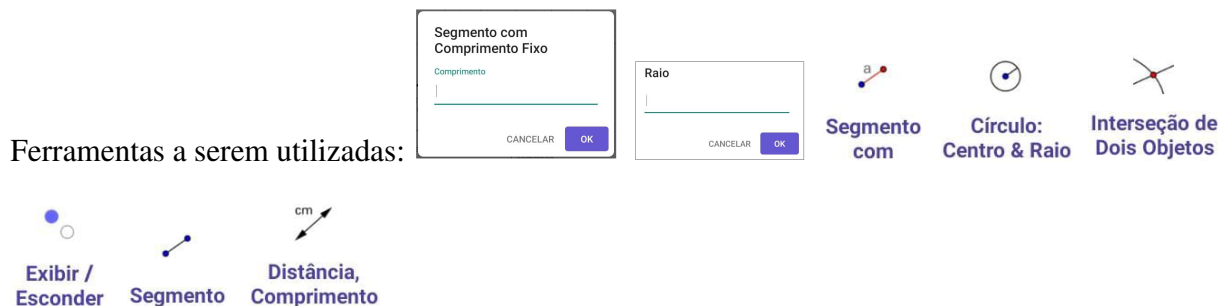 Segmento com
Comprimento Fixo
Comprimento
CANCELAR OK
Raio
CANCELAR OK
a
Segmento
com
Círculo:
Centro & Raio
Interseção de
Dois Objetos
Ferramentas a serem utilizadas:
cm
Exibir /
Esconder
Segmento
Distância,
Comprimento